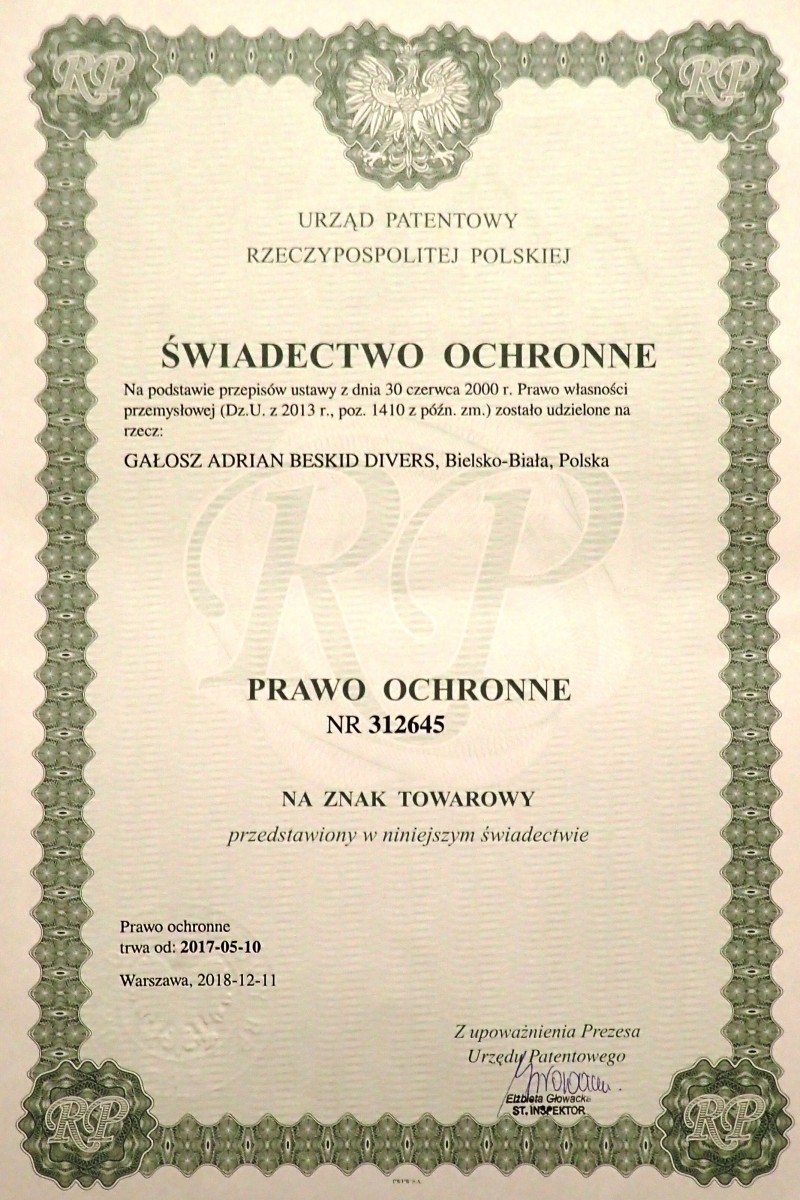 RP
RP
URZĄD PATENTOWY
RZECZYPOSPOLITEJ POLSKIEJ
ŚWIADECTWO OCHRONNE
Na podstawie przepisów ustawy z dnia 30 czerwca 2000 r. Prawo własności
przemysłowej (Dz.U. z 2013 r., poz. 1410 z późn. zm.) zostało udzielone na
rzecz:
GAŁOSZ ADRIAN BESKID DIVERS, Bielsko-Biała, Polska
RP
PRAWO OCHRONNE
NR 312645
NA ZNAK TOWAROWY
przedstawiony w niniejszym świadectwie
Prawo ochronne
trwa od: 2017-05-10
Warszawa, 2018-12-11
Z upoważnienia Prezesa
Urzędu Patentowego
Elżbieta Głowacka
ST. INSPEKTOR
RP
RP